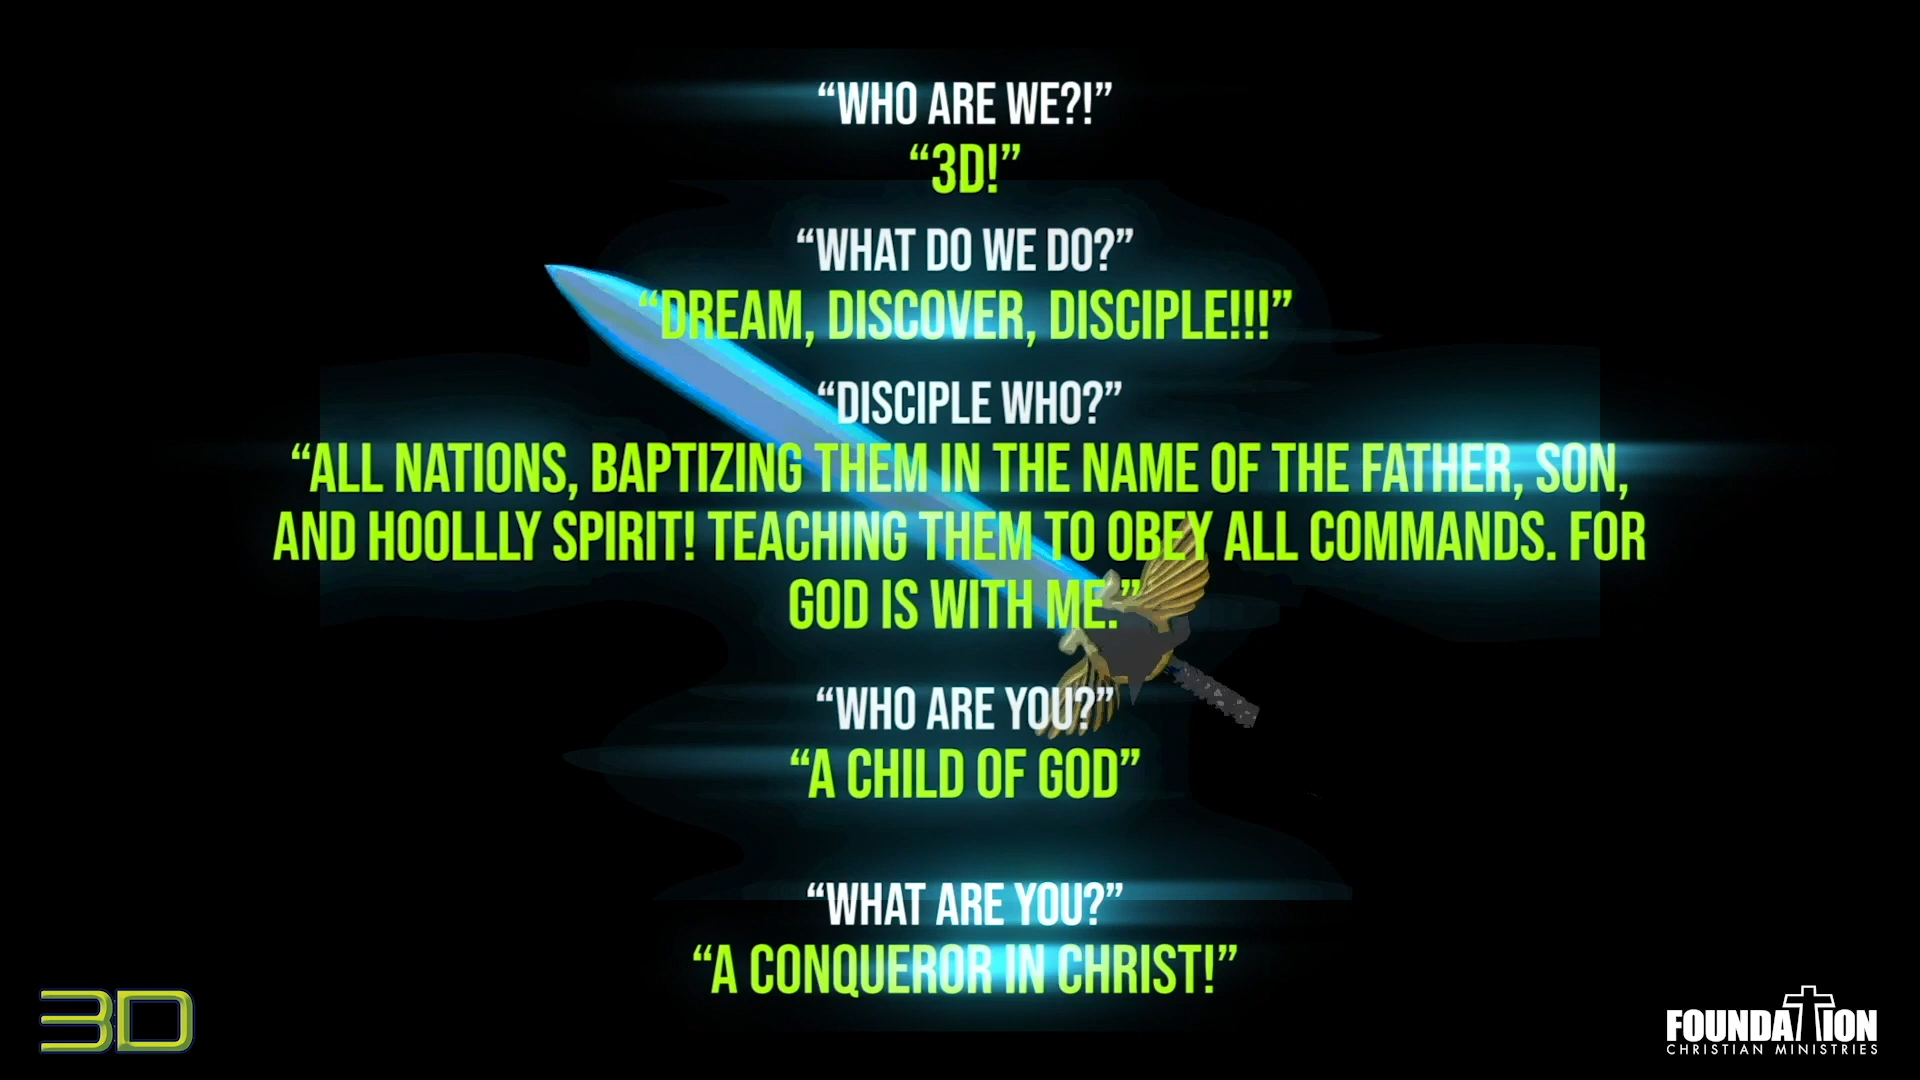 “WHO ARE WE?!”
“3D!”
“WHAT DO WE DO?”
“DREAM, DISCOVER, DISCIPLE!!!”
“DISCIPLE WHO?”
“ALL NATIONS, BAPTIZING THEM IN THE NAME OF THE FATHER, SON,
AND HOOLLLY SPIRIT! TEACHING THEM TO OBEY ALL COMMANDS. FOR
GOD IS WITH ME.”
“WHO ARE YOU?”
“A CHILD OF GOD”
“WHAT ARE YOU?”
“A CONQUEROR IN CHRIST!”
3D
FOUNDATION
CHRISTIAN MINISTRIES